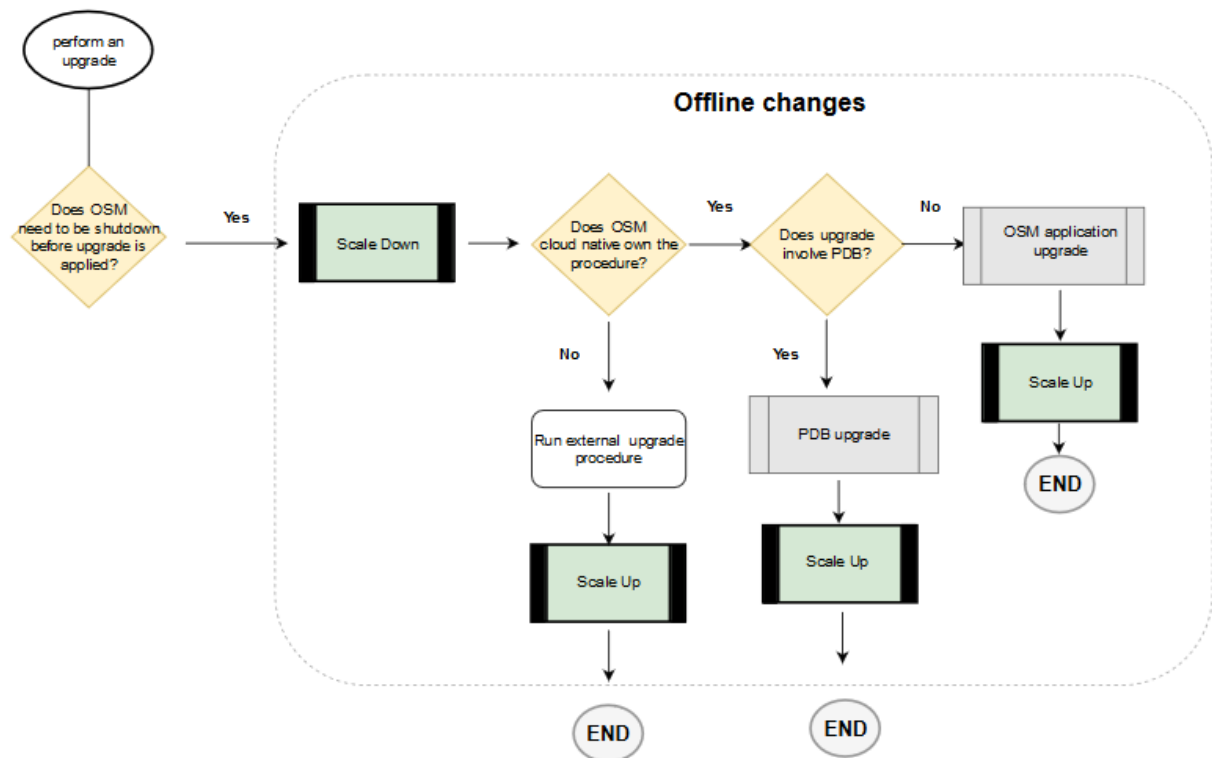 perform an
upgrade
Offline changes
Does OSM
need to be shutdown
before upgrade is
applied?
Yes
Scale Down
Does OSM
cloud native own the
procedure?
Yes
Does upgrade
involve PDB?
No
OSM application
upgrade
No
Yes
Scale Up
Run external upgrade
procedure
PDB upgrade
END
Scale Up
Scale Up
END
END